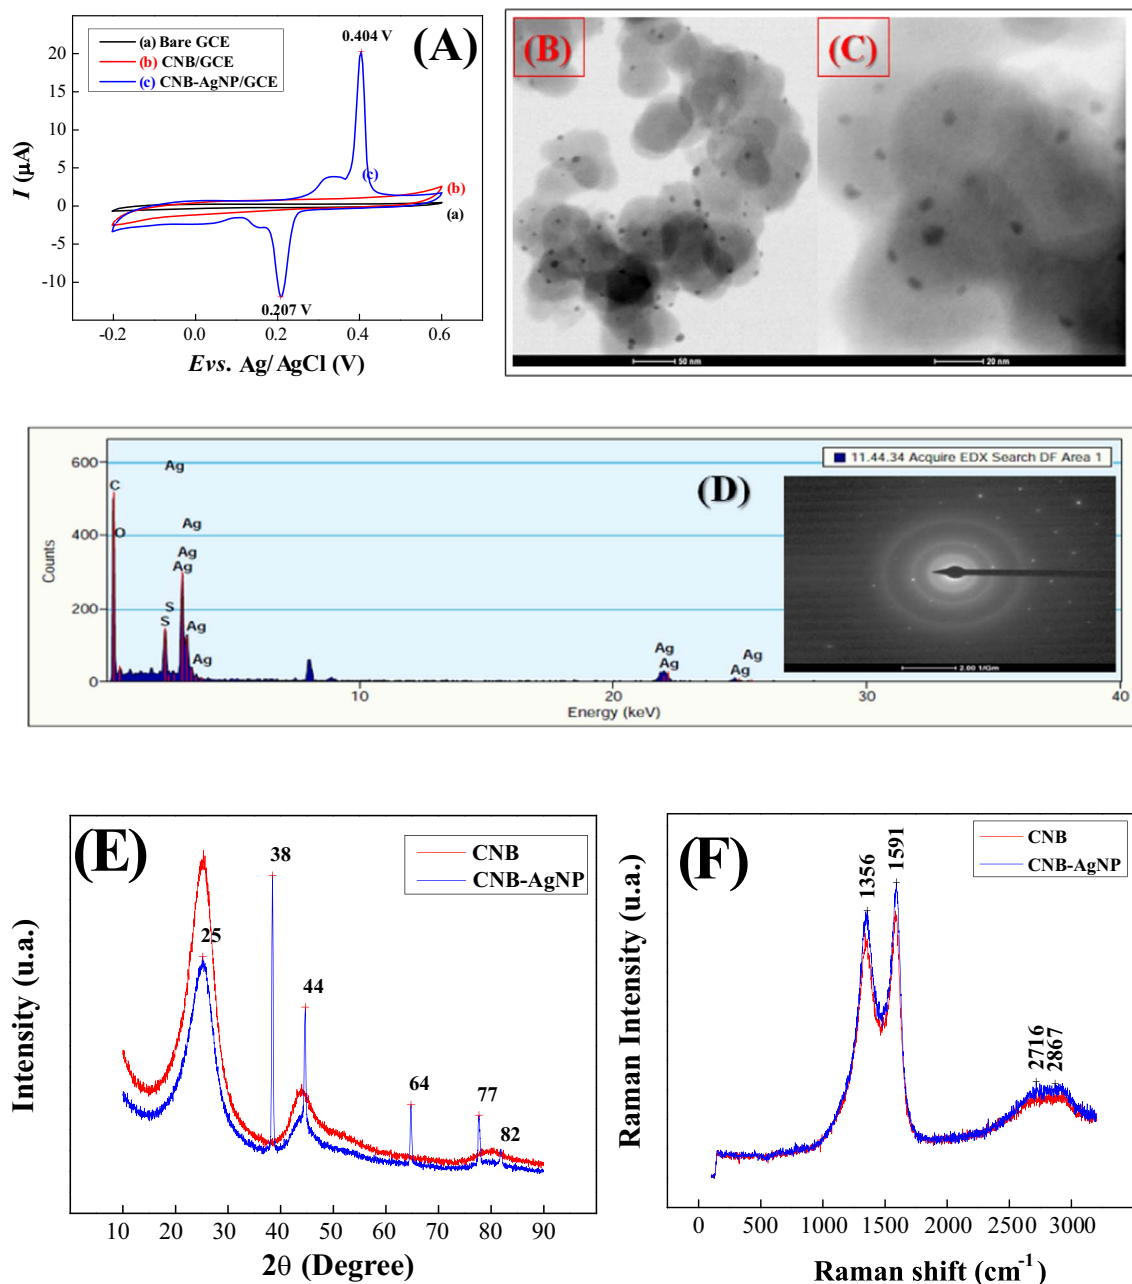 (A)
(a) Bare GCE
(b) CNB/GCE
(c) CNB-AgNP/GCE
0.404 V
(c)
(b)
(a)
0.207 V
20
15
10
5
0
-5
-10
I (µA)
-0.2 0.0 0.2 0.4 0.6
Evs. Ag/AgCl (V)
(B)
50 nm
(C)
20 nm
(D)
11.44.34 Acquire EDX Search DF Area 1
600
400
200
0
Counts
C
O
Ag
Ag
Ag
Ag
S
S
Ag
Ag
Ag
Ag
Ag
Ag
10 20 30 40
Energy (keV)
2.00 1/Gm
(E)
CNB
CNB-AgNP
38
25
44
64
77
82
Intensity (u.a.)
10 20 30 40 50 60 70 80 90
2θ (Degree)
(F)
CNB
CNB-AgNP
1356
1591
2716
2867
Raman Intensity (u.a.)
0 500 1000 1500 2000 2500 3000
Raman shift (cm⁻¹)